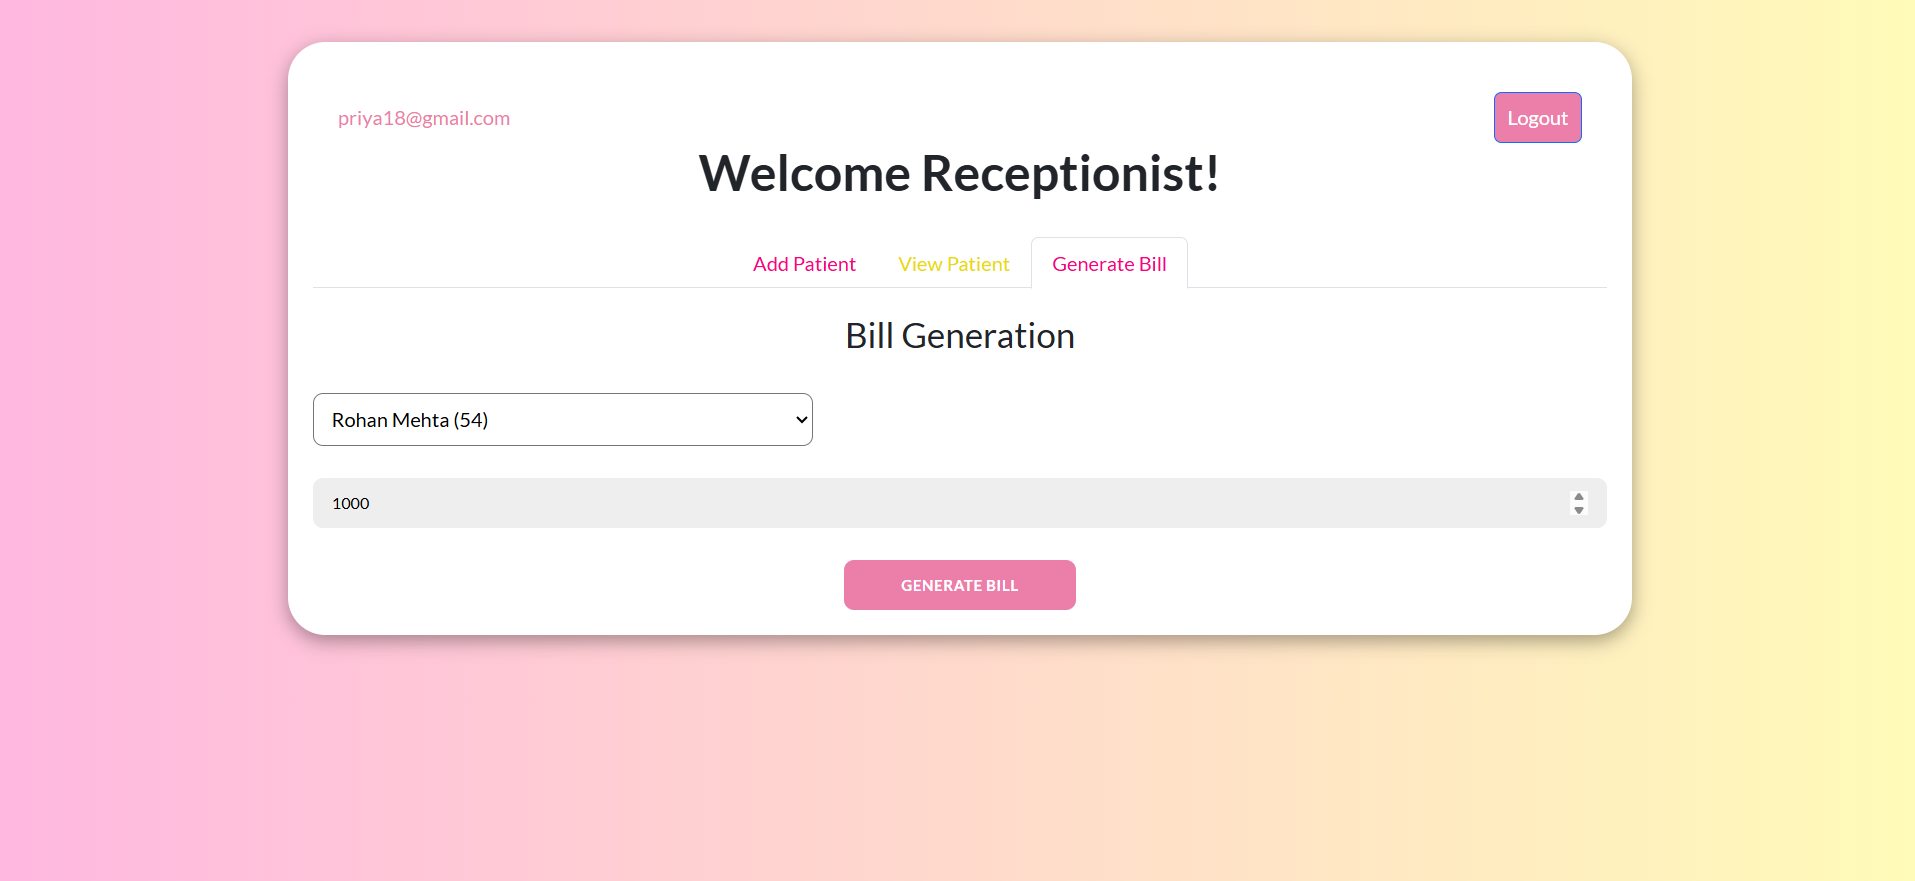 priya18@gmail.com
Logout
Welcome Receptionist!
Add Patient View Patient Generate Bill
Bill Generation
Rohan Mehta (54)
1000
GENERATE BILL